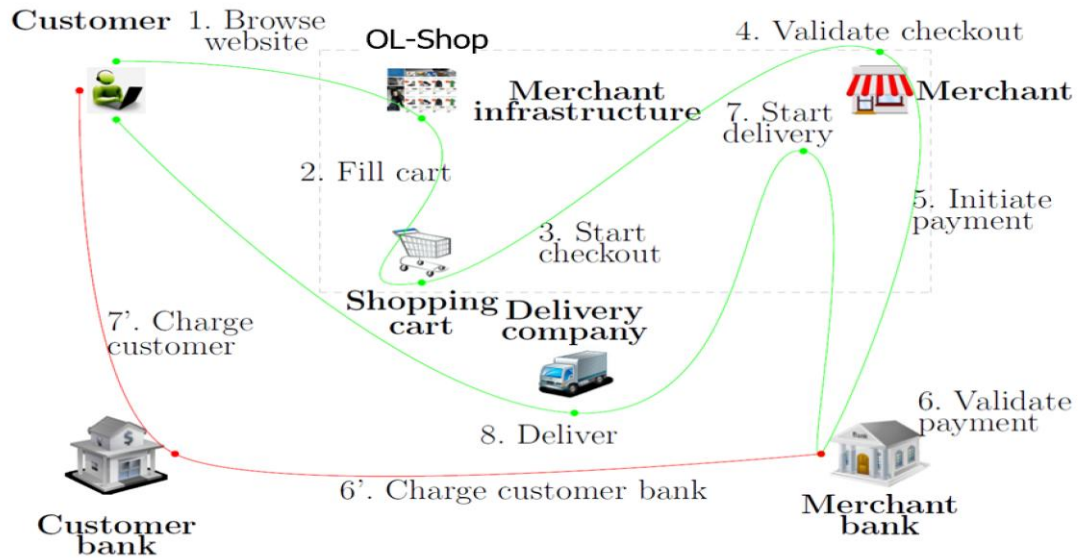 Customer
1. Browse
website
OL-Shop
4. Validate checkout
Merchant
infrastructure
Merchant
7. Start
delivery
2. Fill cart
5. Initiate
payment
3. Start
checkout
Shopping
cart
Delivery
company
7'. Charge
customer
6. Validate
payment
8. Deliver
6'. Charge customer bank
Customer
bank
Merchant
bank